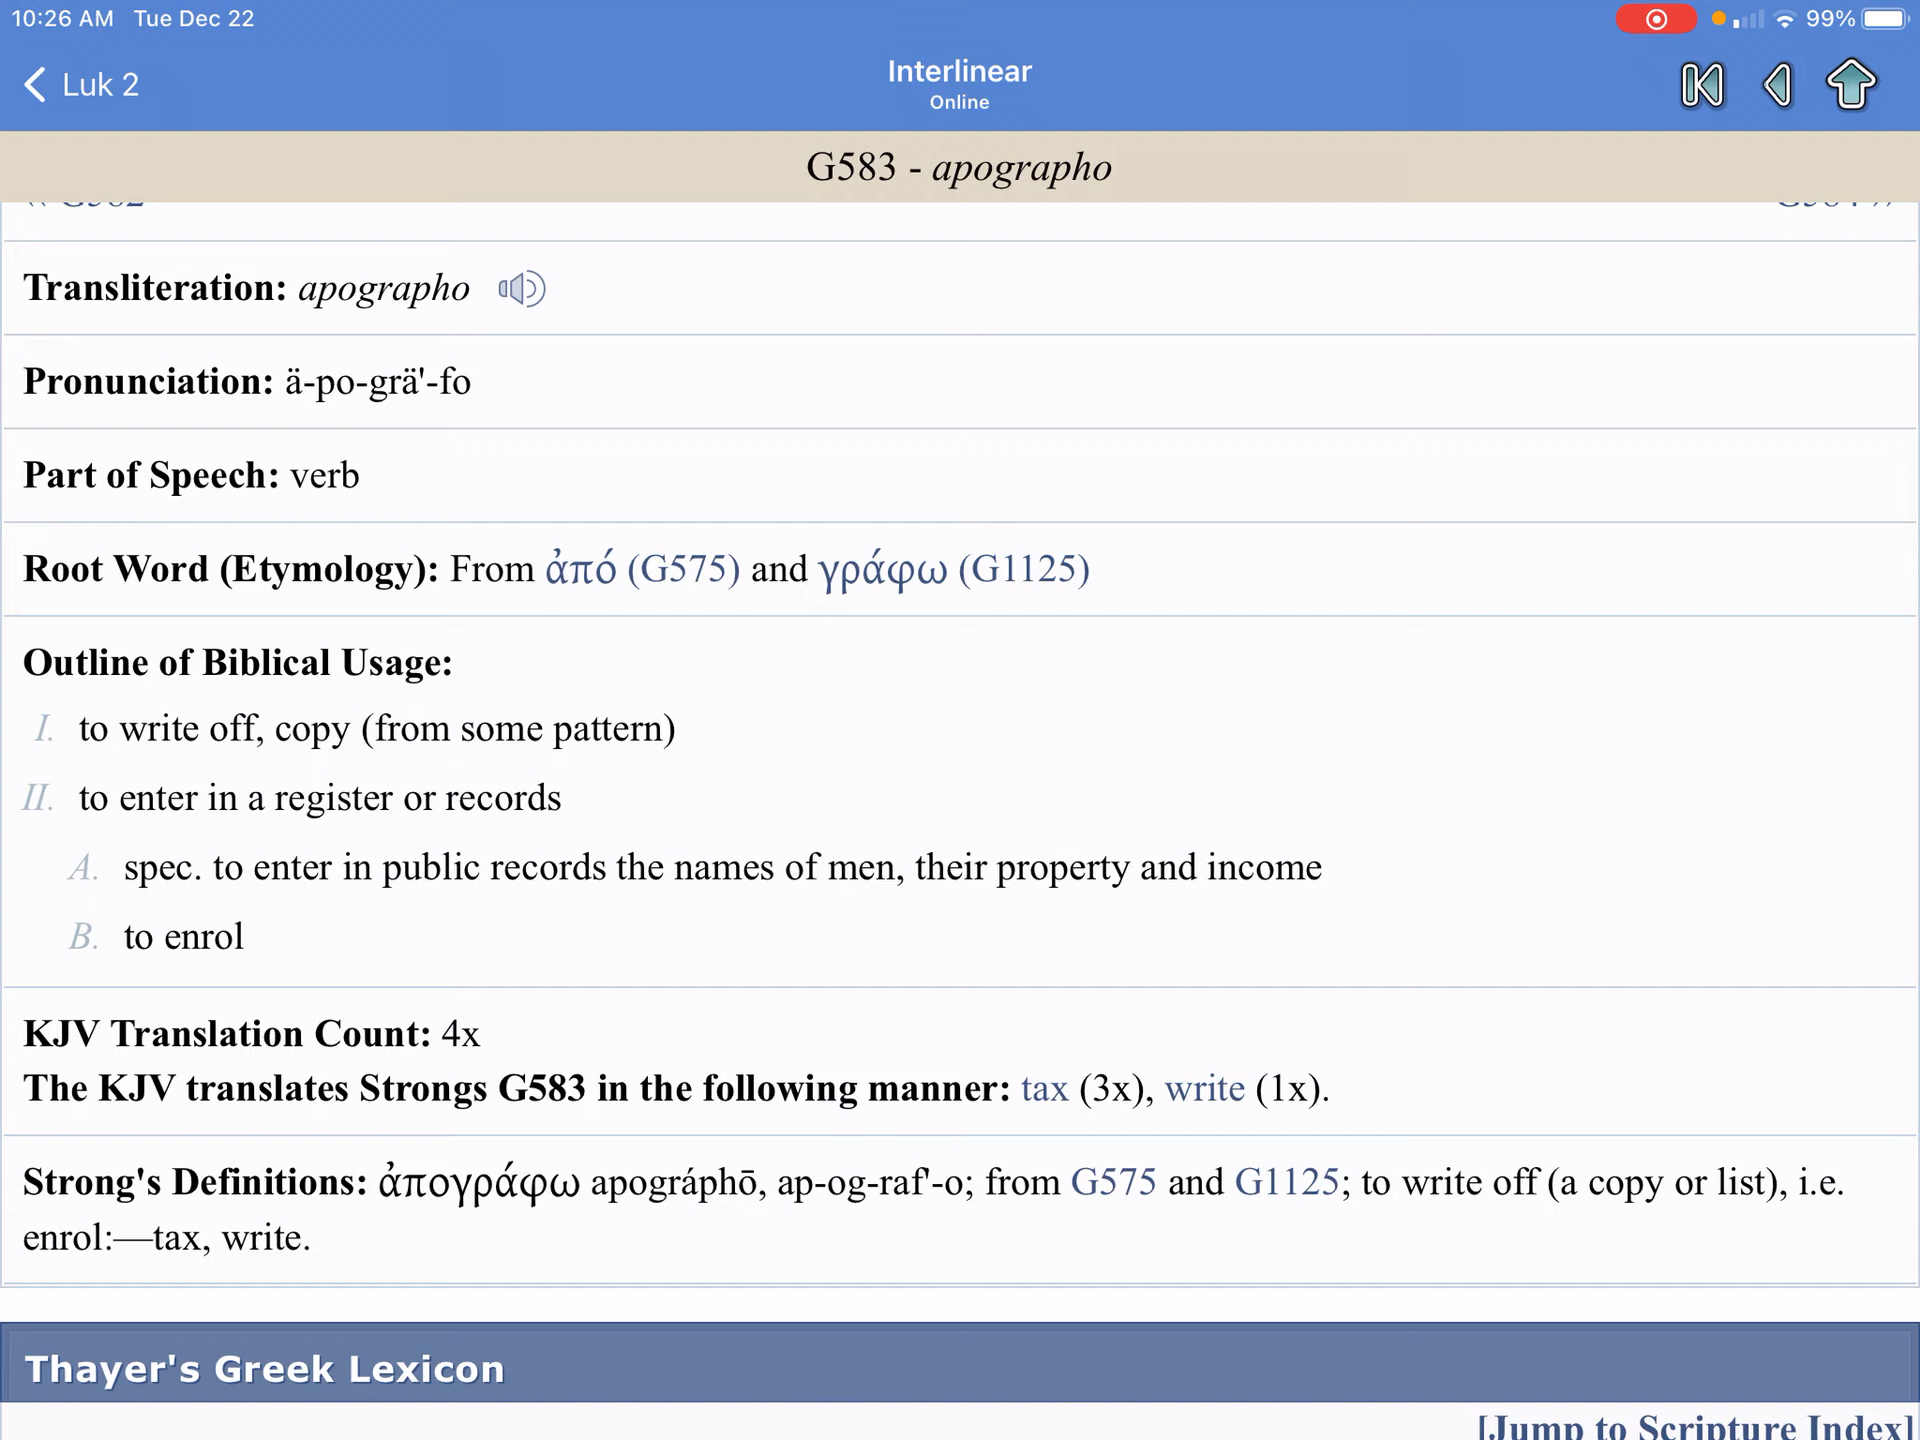 10:26 AM Tue Dec 22 99%
Luk 2
Interlinear
Online
G583 - apographo
Transliteration: apographo
Pronunciation: ä-po-grä'-fo
Part of Speech: verb
Root Word (Etymology): From ἀπό (G575) and γράφω (G1125)
Outline of Biblical Usage:
I. to write off, copy (from some pattern)
II. to enter in a register or records
A. spec. to enter in public records the names of men, their property and income
B. to enrol
KJV Translation Count: 4x
The KJV translates Strongs G583 in the following manner: tax (3x), write (1x).
Strong's Definitions: ἀπογράφω apográphō, ap-og-raf'-o; from G575 and G1125; to write off (a copy or list), i.e.
enrol:—tax, write.
Thayer's Greek Lexicon
[Jump to Scripture Index]